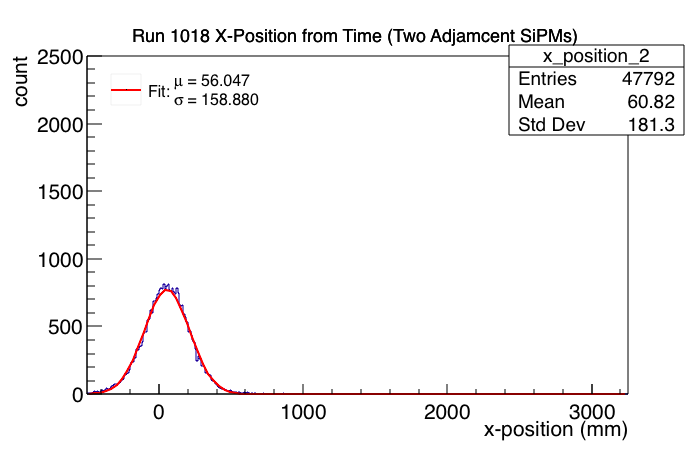 Run 1018 X-Position from Time (Two Adjamcent SiPMs)
x_position_2
Entries 47792
Mean 60.82
Std Dev 181.3
Fit: μ = 56.047
σ = 158.880
count
2500
2000
1500
1000
500
0
0 1000 2000 3000
x-position (mm)